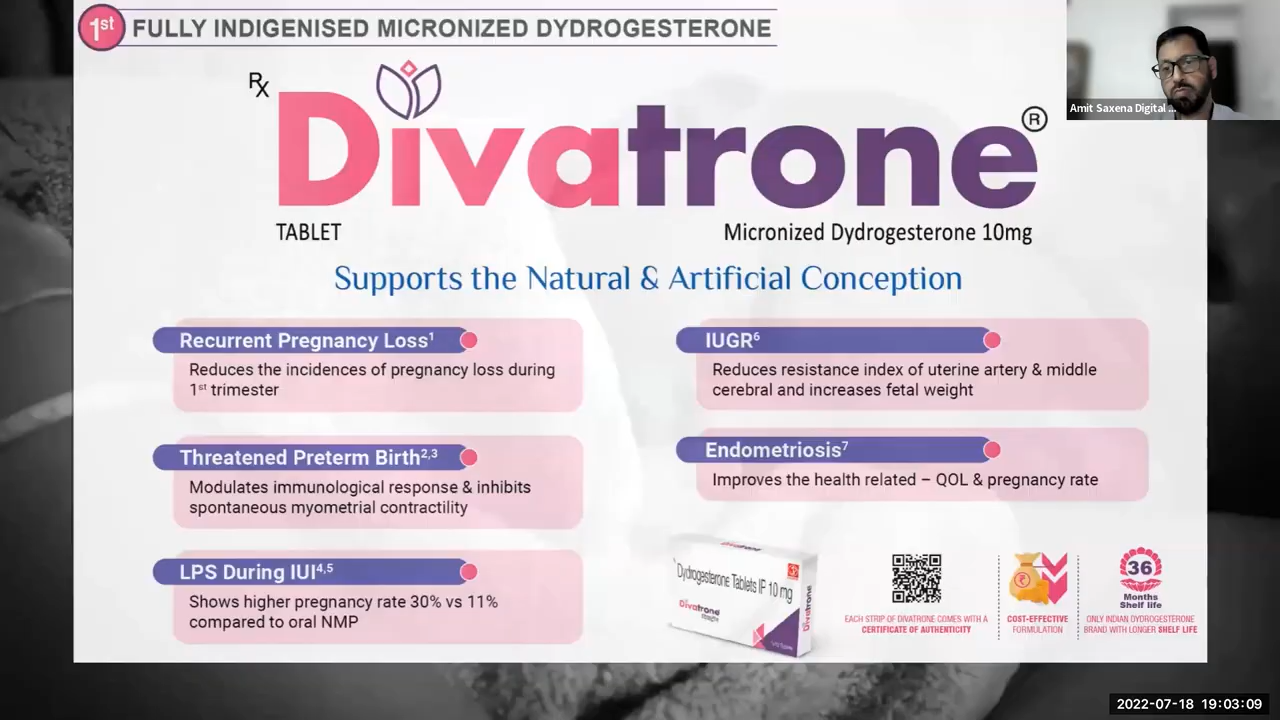 1st FULLY INDIGENISED MICRONIZED DYDROGESTERONE
Amit Saxena Digital ...
Rx
Divatrone ®
TABLET
Micronized Dydrogesterone 10mg
Supports the Natural & Artificial Conception
Recurrent Pregnancy Loss1
Reduces the incidences of pregnancy loss during
1st trimester
Threatened Preterm Birth2,3
Modulates immunological response & inhibits
spontaneous myometrial contractility
LPS During IUI4,5
Shows higher pregnancy rate 30% vs 11%
compared to oral NMP
IUGR6
Reduces resistance index of uterine artery & middle
cerebral and increases fetal weight
Endometriosis7
Improves the health related – QOL & pregnancy rate
Dydrogesterone Tablets IP 10 mg
Divatrone
Divatrone
EACH STRIP OF DIVATRONE COMES WITH A
CERTIFICATE OF AUTHENTICITY
COST-EFFECTIVE
FORMULATION
36
Months
Shelf life
ONLY INDIAN DYDROGESTERONE
BRAND WITH LONGER SHELF LIFE
2022-07-18 19:03:09